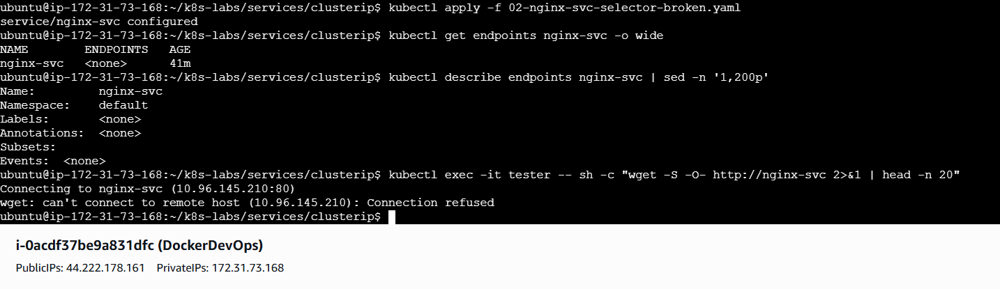 ubuntu@ip-172-31-73-168:~/k8s-labs/services/clusterip$ kubectl apply -f 02-nginx-svc-selector-broken.yaml
service/nginx-svc configured
ubuntu@ip-172-31-73-168:~/k8s-labs/services/clusterip$ kubectl get endpoints nginx-svc -o wide
NAME        ENDPOINTS   AGE
nginx-svc   <none>      41m
ubuntu@ip-172-31-73-168:~/k8s-labs/services/clusterip$ kubectl describe endpoints nginx-svc | sed -n '1,200p'
Name:         nginx-svc
Namespace:    default
Labels:       <none>
Annotations:  <none>
Subsets:
Events:  <none>
ubuntu@ip-172-31-73-168:~/k8s-labs/services/clusterip$ kubectl exec -it tester -- sh -c "wget -S -O- http://nginx-svc 2>&1 | head -n 20"
Connecting to nginx-svc (10.96.145.210:80)
wget: can't connect to remote host (10.96.145.210): Connection refused
ubuntu@ip-172-31-73-168:~/k8s-labs/services/clusterip$
i-0acdf37be9a831dfc (DockerDevOps)
PublicIPs: 44.222.178.161    PrivateIPs: 172.31.73.168